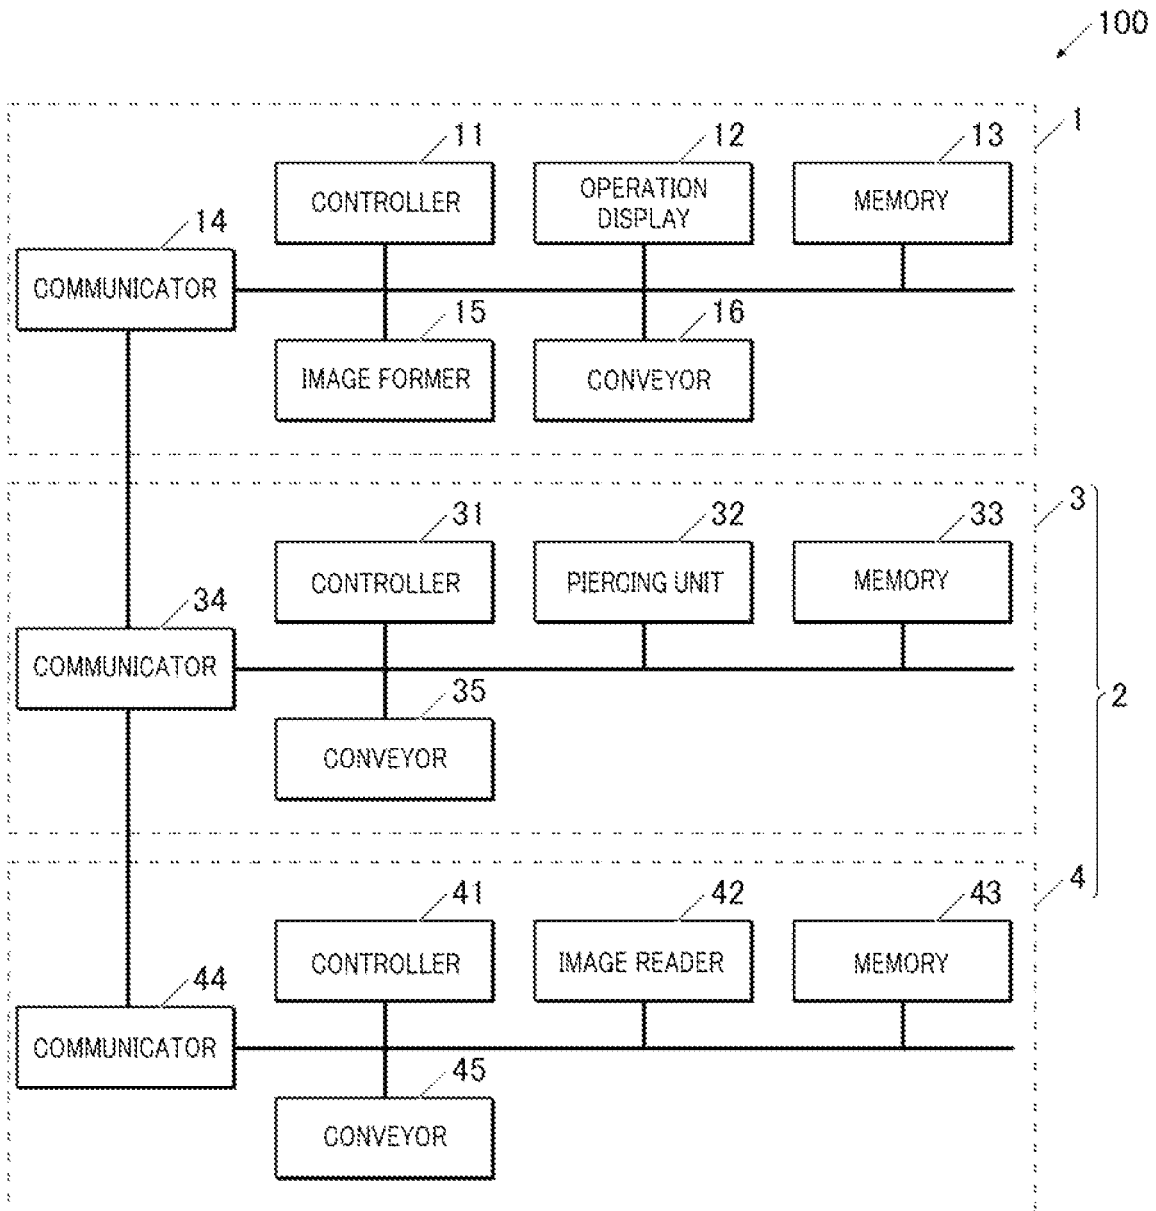 100
1
11
12
13
CONTROLLER
OPERATION
DISPLAY
MEMORY
14
COMMUNICATOR
15
16
IMAGE FORMER
CONVEYOR
3
31
32
33
CONTROLLER
PIERCING UNIT
MEMORY
34
COMMUNICATOR
35
2
CONVEYOR
4
41
42
43
CONTROLLER
IMAGE READER
MEMORY
44
COMMUNICATOR
45
CONVEYOR